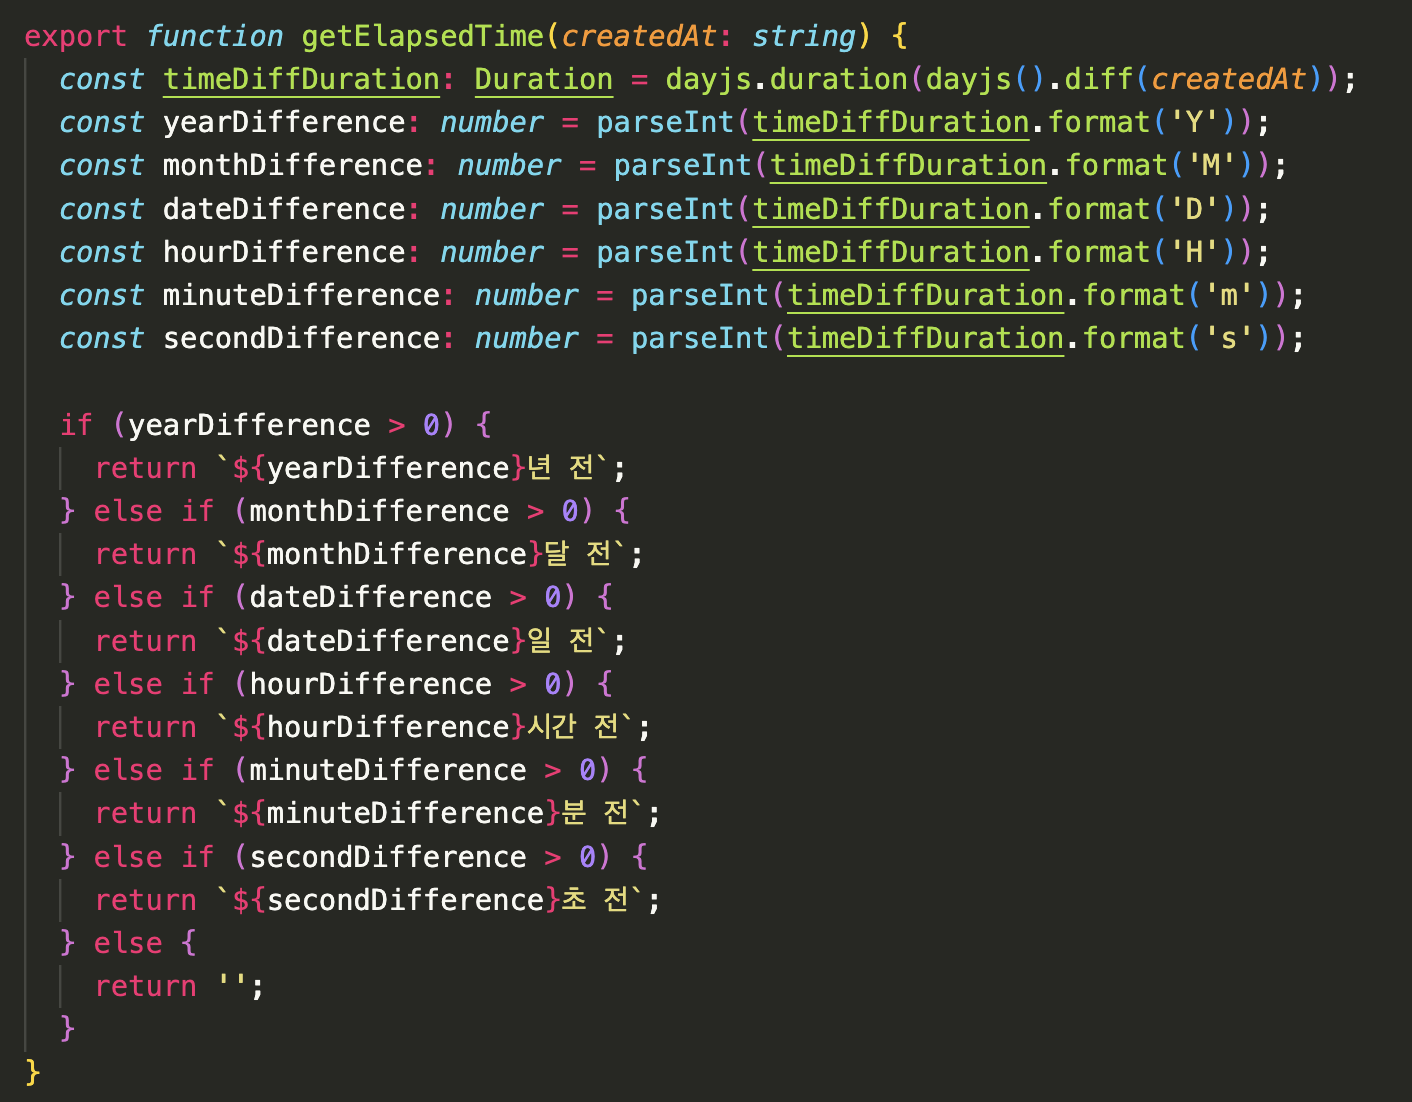 export function getElapsedTime(createdAt: string) {
  const timeDiffDuration: Duration = dayjs.duration(dayjs().diff(createdAt));
  const yearDifference: number = parseInt(timeDiffDuration.format('Y'));
  const monthDifference: number = parseInt(timeDiffDuration.format('M'));
  const dateDifference: number = parseInt(timeDiffDuration.format('D'));
  const hourDifference: number = parseInt(timeDiffDuration.format('H'));
  const minuteDifference: number = parseInt(timeDiffDuration.format('m'));
  const secondDifference: number = parseInt(timeDiffDuration.format('s'));

  if (yearDifference > 0) {
    return `${yearDifference}년 전`;
  } else if (monthDifference > 0) {
    return `${monthDifference}달 전`;
  } else if (dateDifference > 0) {
    return `${dateDifference}일 전`;
  } else if (hourDifference > 0) {
    return `${hourDifference}시간 전`;
  } else if (minuteDifference > 0) {
    return `${minuteDifference}분 전`;
  } else if (secondDifference > 0) {
    return `${secondDifference}초 전`;
  } else {
    return '';
  }
}